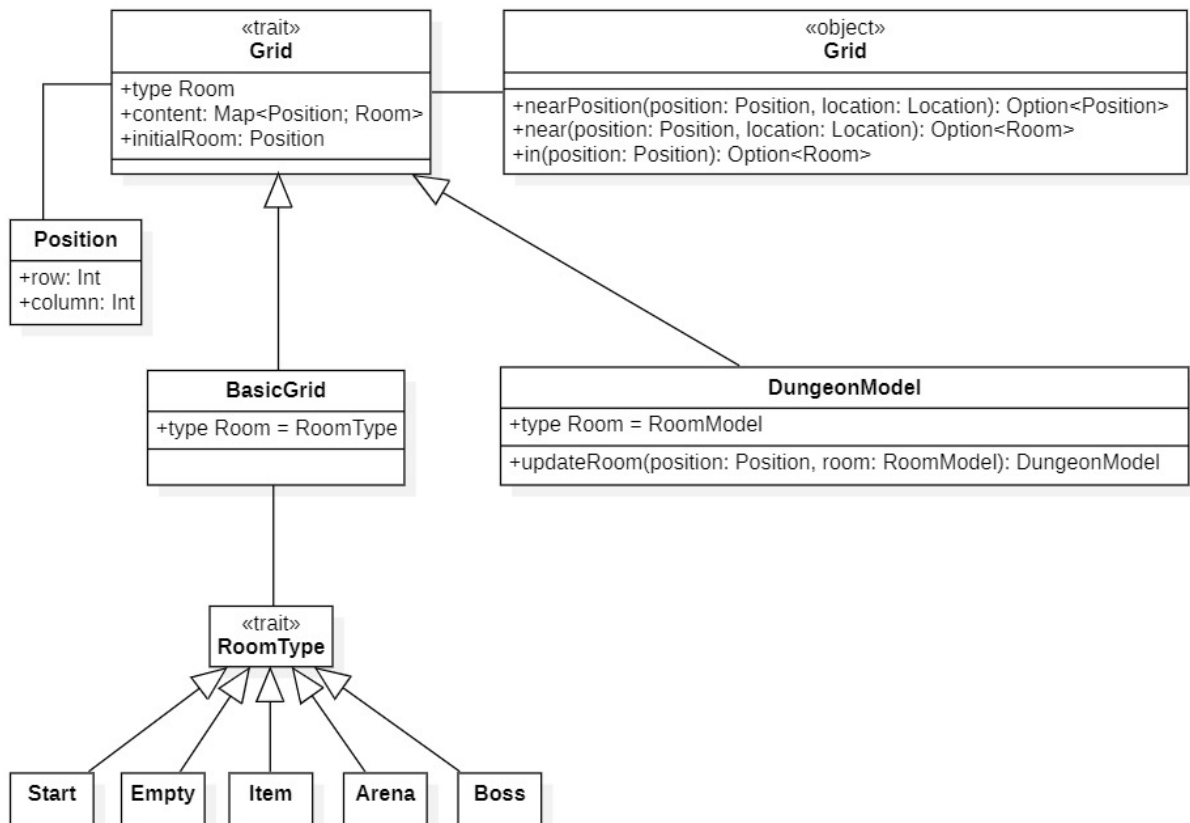 «trait»
Grid
+type Room
+content: Map<Position; Room>
+initialRoom: Position
«object»
Grid
+nearPosition(position: Position, location: Location): Option<Position>
+near(position: Position, location: Location): Option<Room>
+in(position: Position): Option<Room>
Position
+row: Int
+column: Int
BasicGrid
+type Room = RoomType
DungeonModel
+type Room = RoomModel
+updateRoom(position: Position, room: RoomModel): DungeonModel
«trait»
RoomType
Start
Empty
Item
Arena
Boss